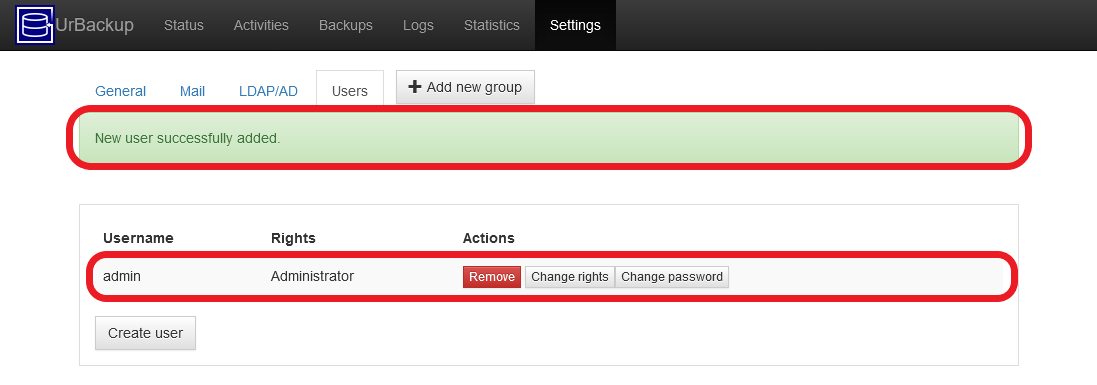 UrBackup Status Activities Backups Logs Statistics Settings
General Mail LDAP/AD Users Add new group
New user successfully added.
Username Rights Actions
admin Administrator Remove Change rights Change password
Create user